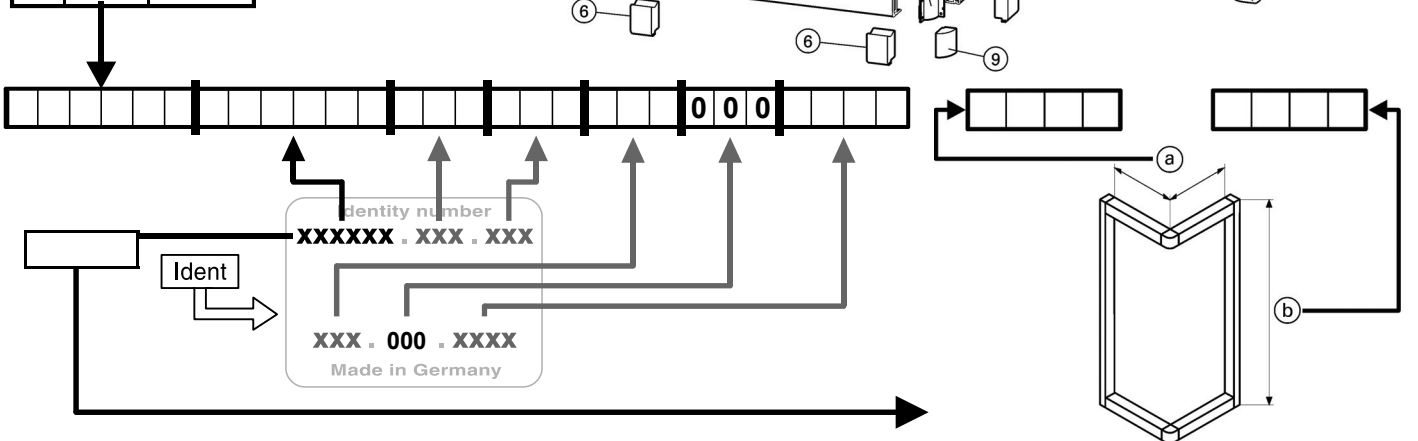 6
6
9
0 0 0
a
Identity number
xxxxxx . xxx . xxx
Ident
b
xxx . 000 . xxxx
Made in Germany